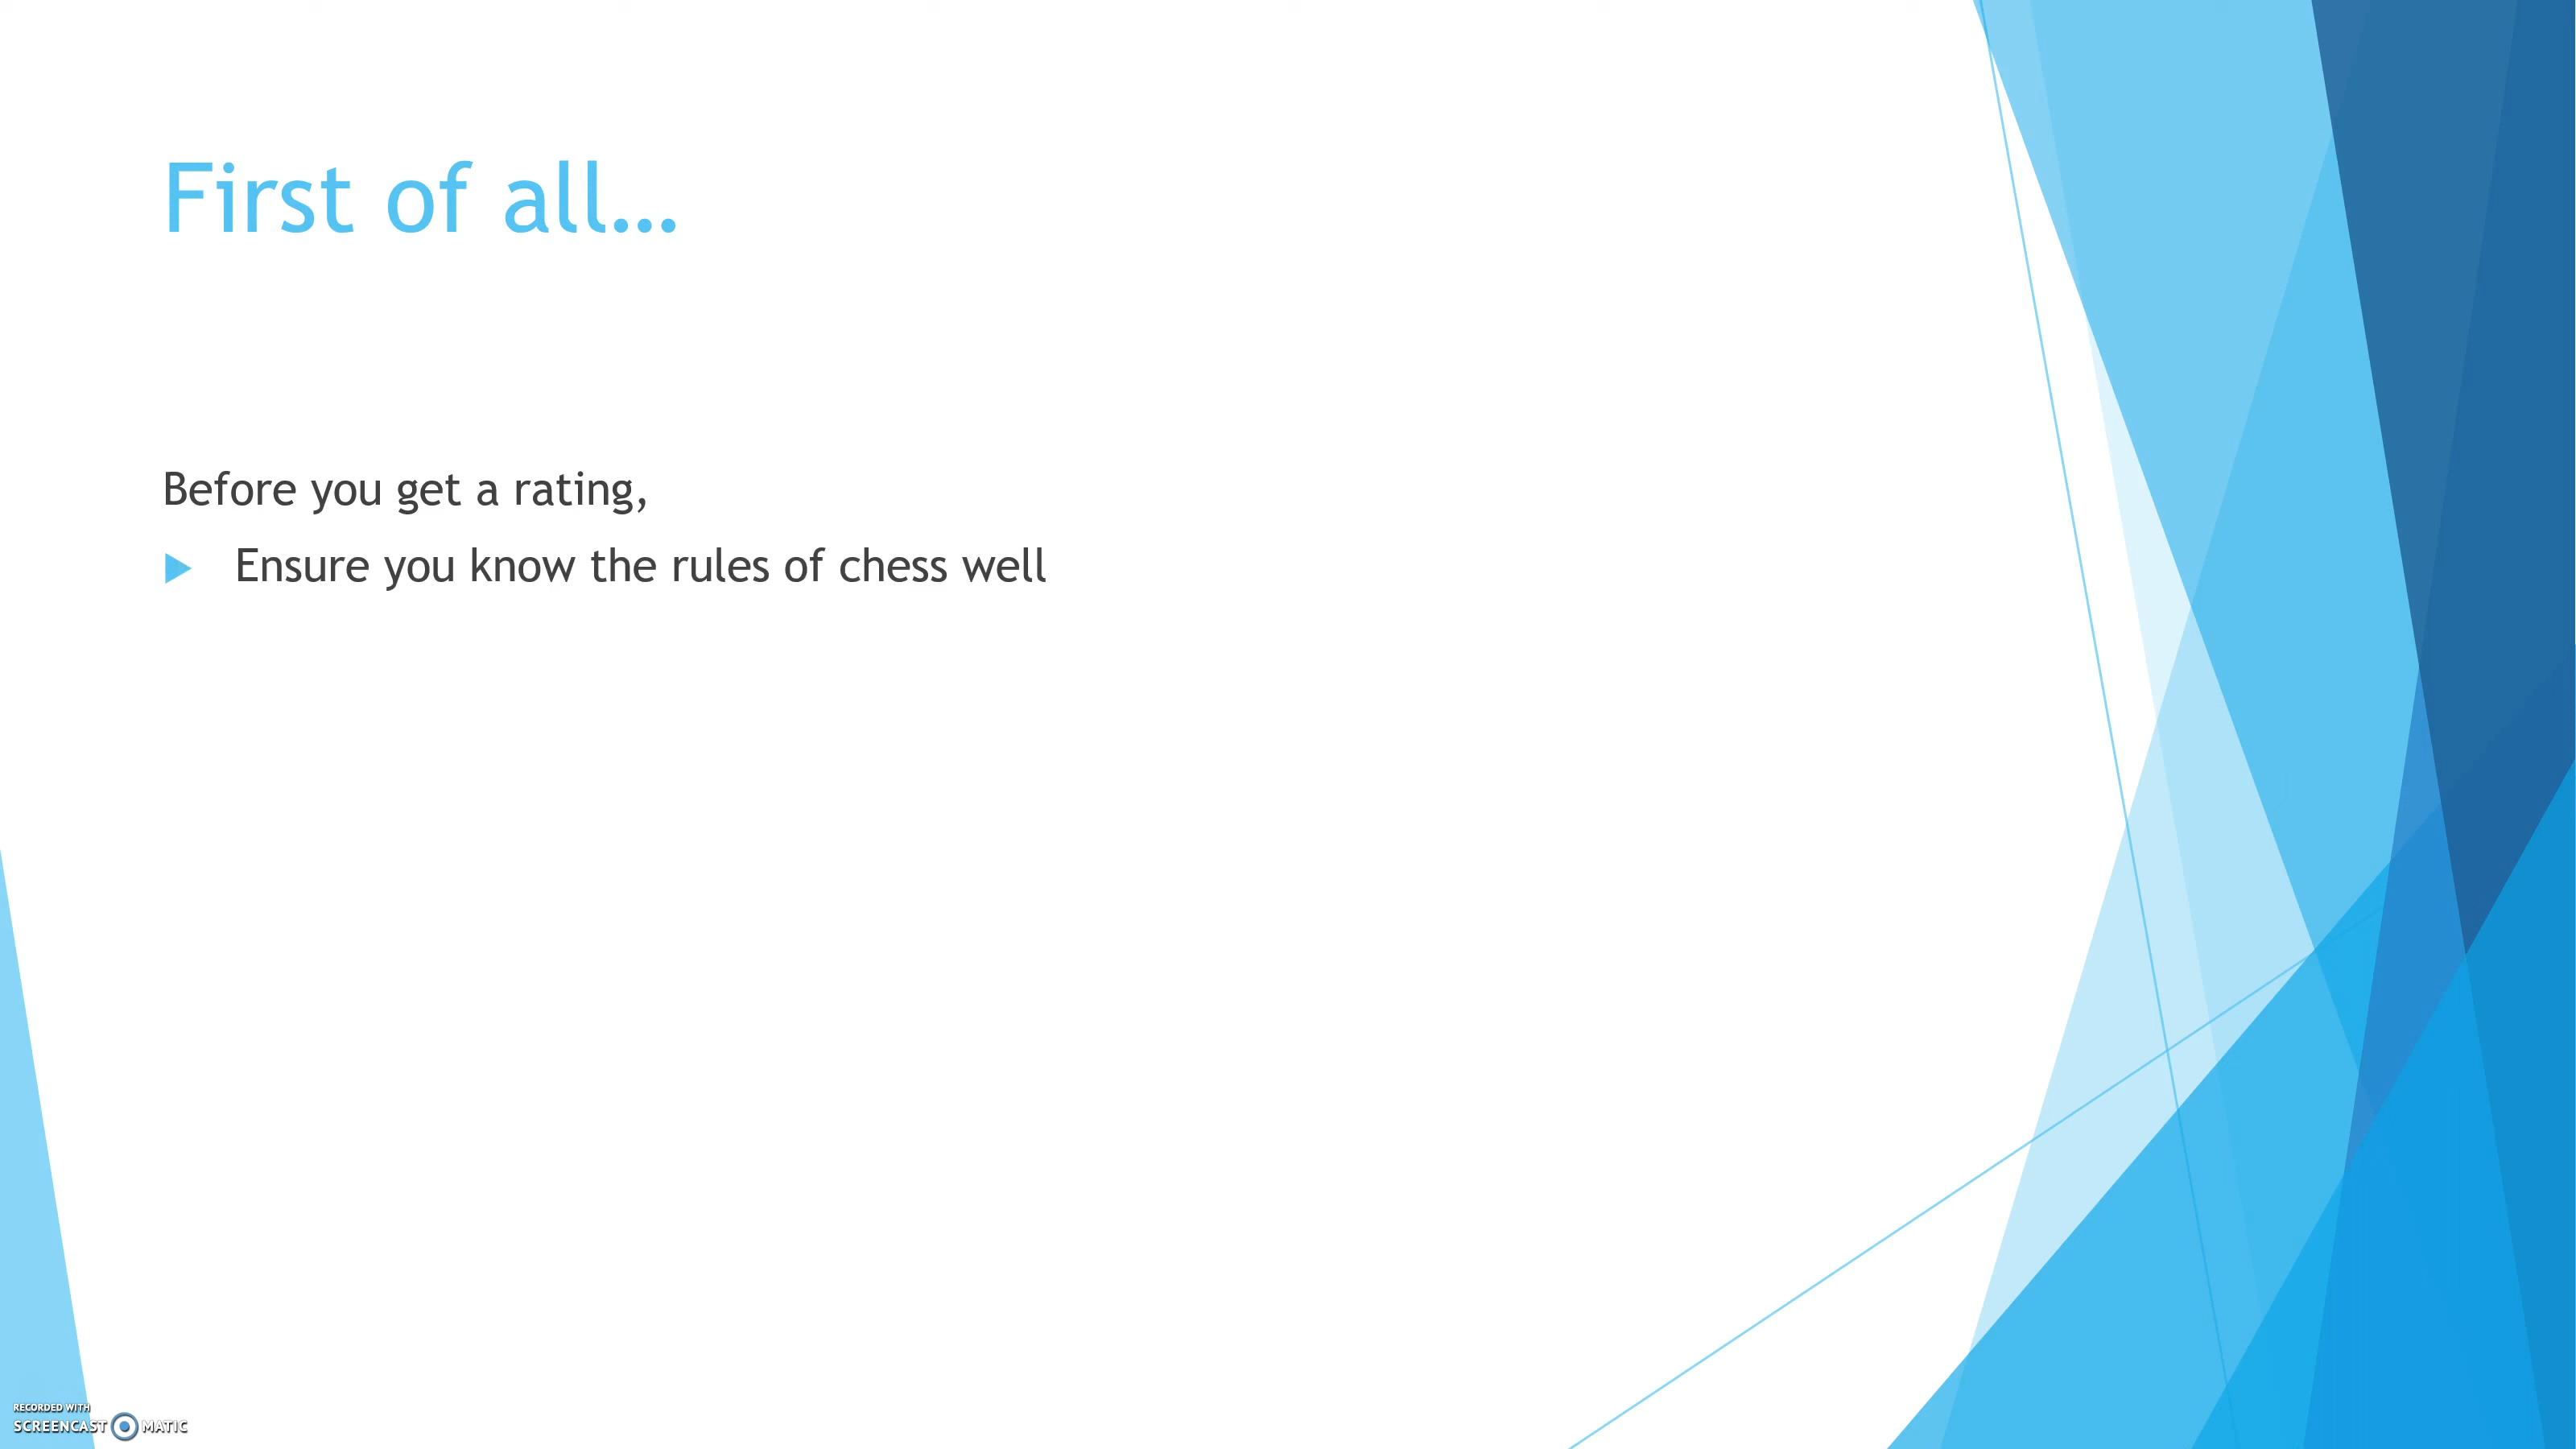 First of all...
Before you get a rating,
Ensure you know the rules of chess well
RECORDED WITH
SCREENCAST MATIC